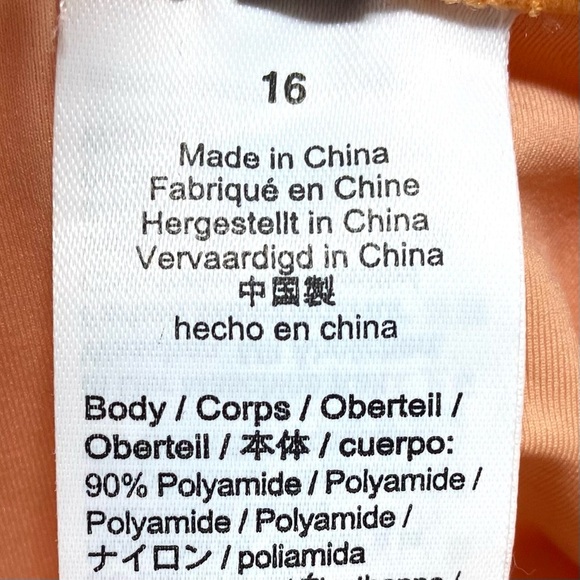 16
Made in China
Fabriqué en Chine
Hergestellt in China
Vervaardigd in China
中国製
hecho en china
Body / Corps / Oberteil /
Oberteil / 本体 / cuerpo:
90% Polyamide / Polyamide /
Polyamide / Polyamide /
ナイロン / poliamida